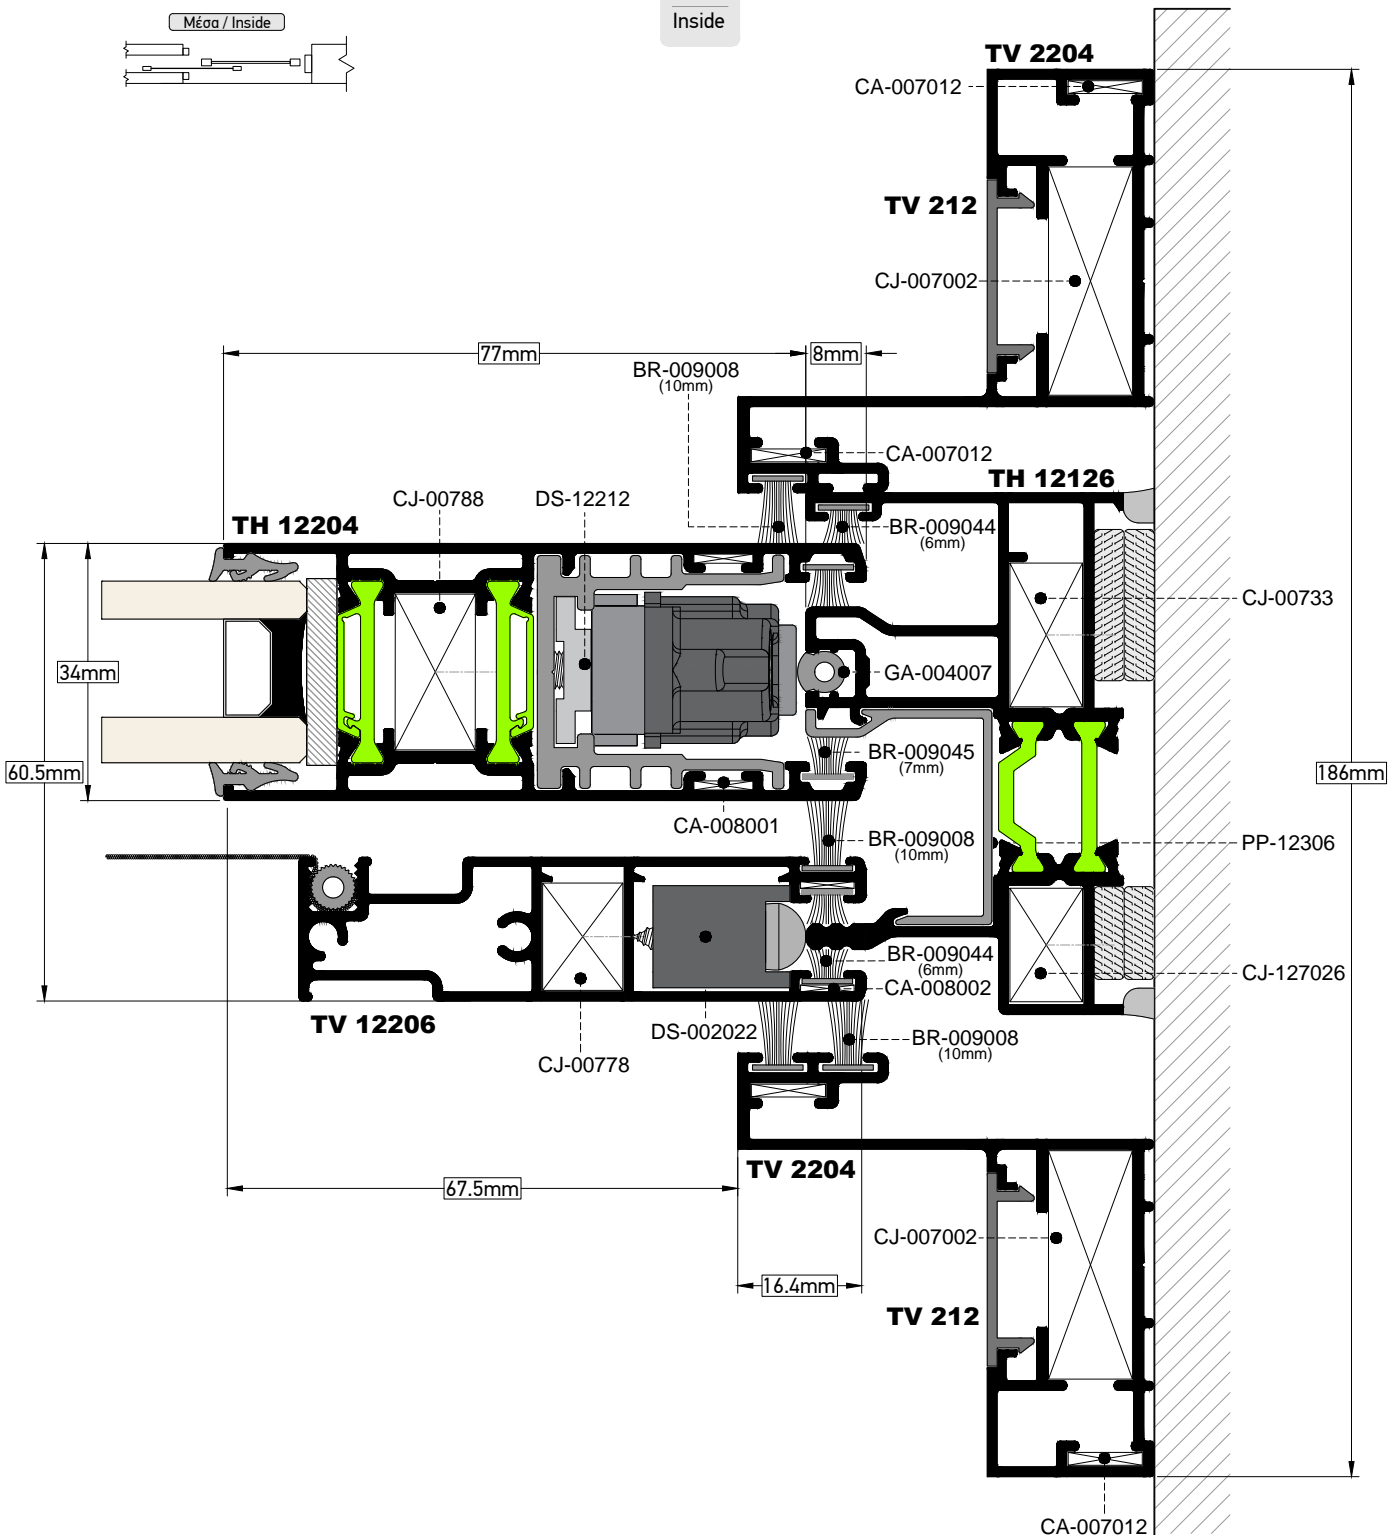 Μέσα / Inside
Inside
TV 2204
CA-007012
TV 212
CJ-007002
77mm
8mm
BR-009008
(10mm)
CA-007012
TH 12126
CJ-00788
DS-12212
TH 12204
BR-009044
(6mm)
CJ-00733
34mm
GA-004007
BR-009045
(7mm)
60.5mm
186mm
CA-008001
BR-009008
(10mm)
PP-12306
BR-009044
(6mm)
CJ-127026
CA-008002
TV 12206
DS-002022
BR-009008
(10mm)
CJ-00778
TV 2204
67.5mm
CJ-007002
16.4mm
TV 212
CA-007012